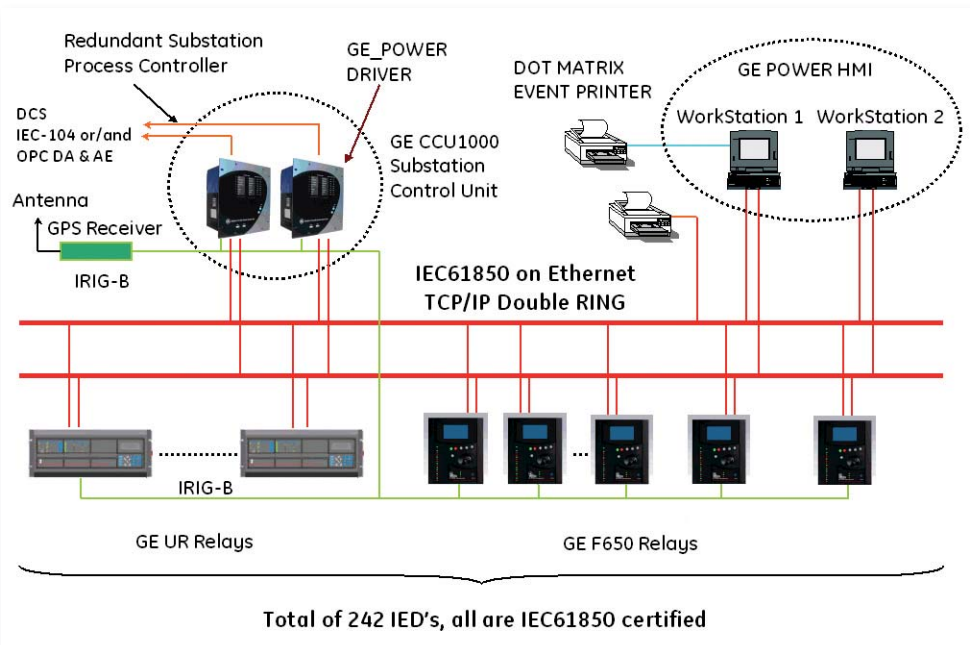 Redundant Substation
Process Controller
GE_POWER
DRIVER
DOT MATRIX
EVENT PRINTER
GE POWER HMI
WorkStation 1
WorkStation 2
DCS
IEC-104 or/and
OPC DA & AE
GE CCU1000
Substation
Control Unit
Antenna
GPS Receiver
IRIG-B
IEC61850 on Ethernet
TCP/IP Double RING
IRIG-B
GE UR Relays
GE F650 Relays
Total of 242 IED's, all are IEC61850 certified